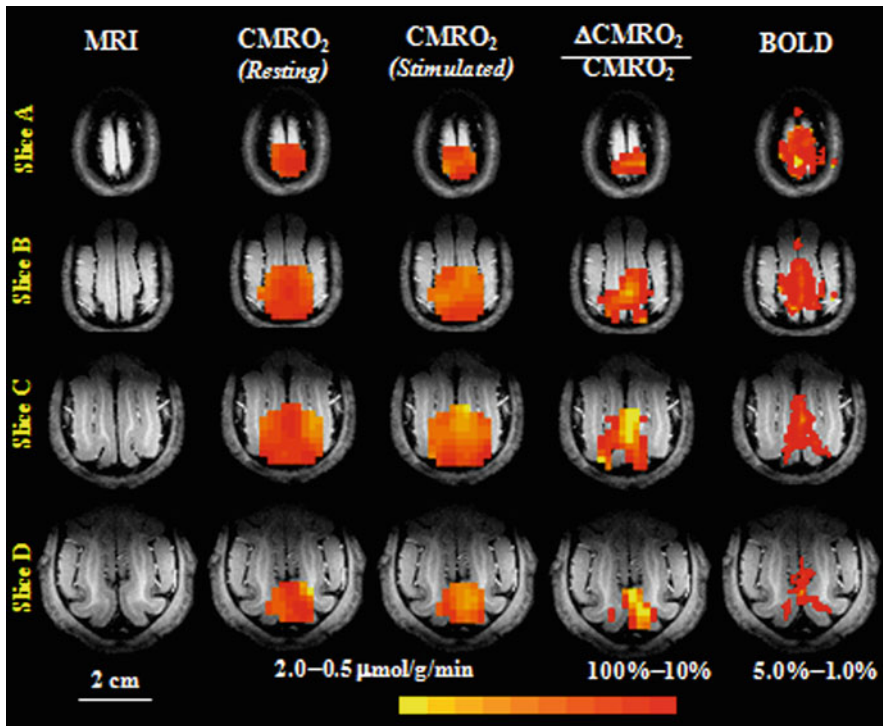 MRI
CMRO₂
(Resting)
CMRO₂
(Stimulated)
ΔCMRO₂
CMRO₂
BOLD
Slice A
Slice B
Slice C
Slice D
2 cm
2.0–0.5 μmol/g/min
100%–10%
5.0%–1.0%